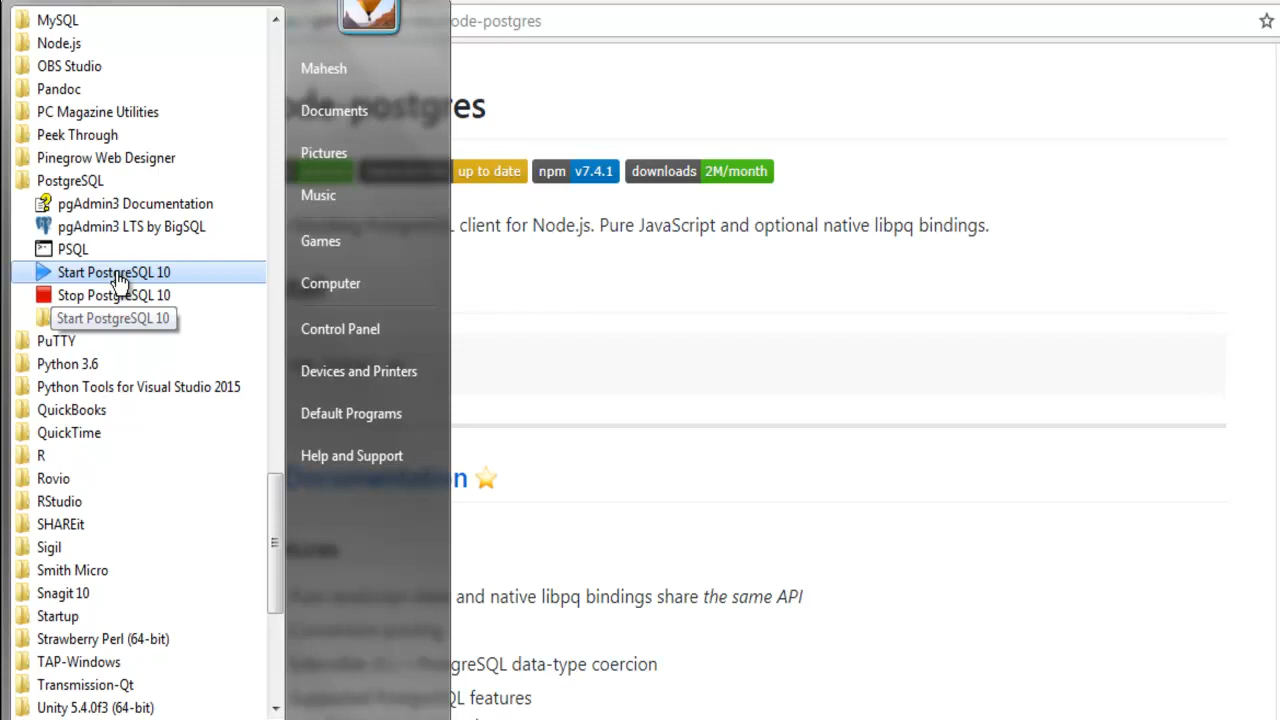 MySQL
Node.js
OBS Studio
Pandoc
PC Magazine Utilities
Peek Through
Pinegrow Web Designer
PostgreSQL
pgAdmin3 Documentation
pgAdmin3 LTS by BigSQL
PSQL
Start PostgreSQL 10
Stop PostgreSQL 10
Start PostgreSQL 10
PuTTY
Python 3.6
Python Tools for Visual Studio 2015
QuickBooks
QuickTime
R
Rovio
RStudio
SHAREit
Sigil
Smith Micro
Snagit 10
Startup
Strawberry Perl (64-bit)
TAP-Windows
Transmission-Qt
Unity 5.4.0f3 (64-bit)
Mahesh
Documents
Pictures
Music
Games
Computer
Control Panel
Devices and Printers
Default Programs
Help and Support
ode-postgres
ode-postgres
up to date npm v7.4.1 downloads 2M/month
client for Node.js. Pure JavaScript and optional native libpq bindings.
Documentation
and native libpq bindings share the same API
greSQL data-type coercion
QL features